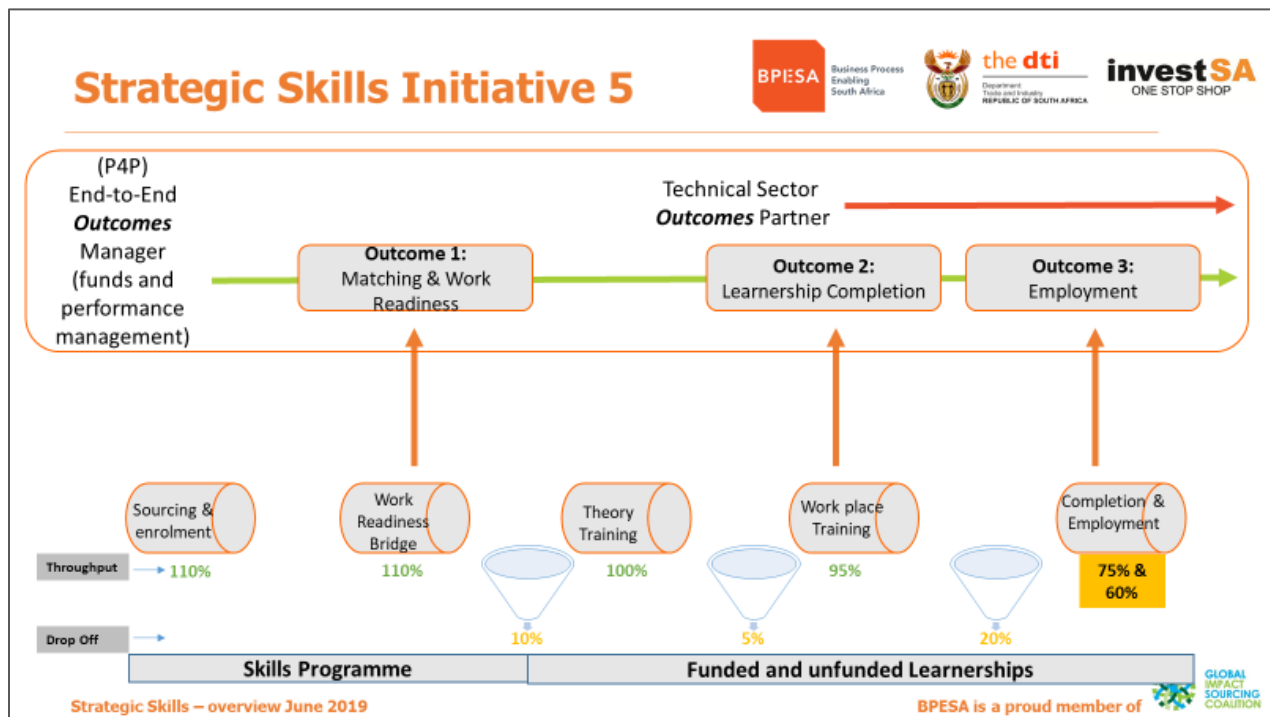 Strategic Skills Initiative 5
BPESA
Business Process
Enabling
South Africa
the dti
Department
Trade and Industry
REPUBLIC OF SOUTH AFRICA
investSA
ONE STOP SHOP
(P4P)
End-to-End
Outcomes
Manager
(funds and
performance
management)
Technical Sector
Outcomes Partner
Outcome 1:
Matching & Work
Readiness
Outcome 2:
Learnership Completion
Outcome 3:
Employment
Sourcing &
enrolment
Work
Readiness
Bridge
Theory
Training
Work place
Training
Completion &
Employment
Throughput
110%
110%
100%
95%
75% &
60%
Drop Off
10%
5%
20%
Skills Programme
Funded and unfunded Learnerships
Strategic Skills – overview June 2019
BPESA is a proud member of
GLOBAL
IMPACT
SOURCING
COALITION